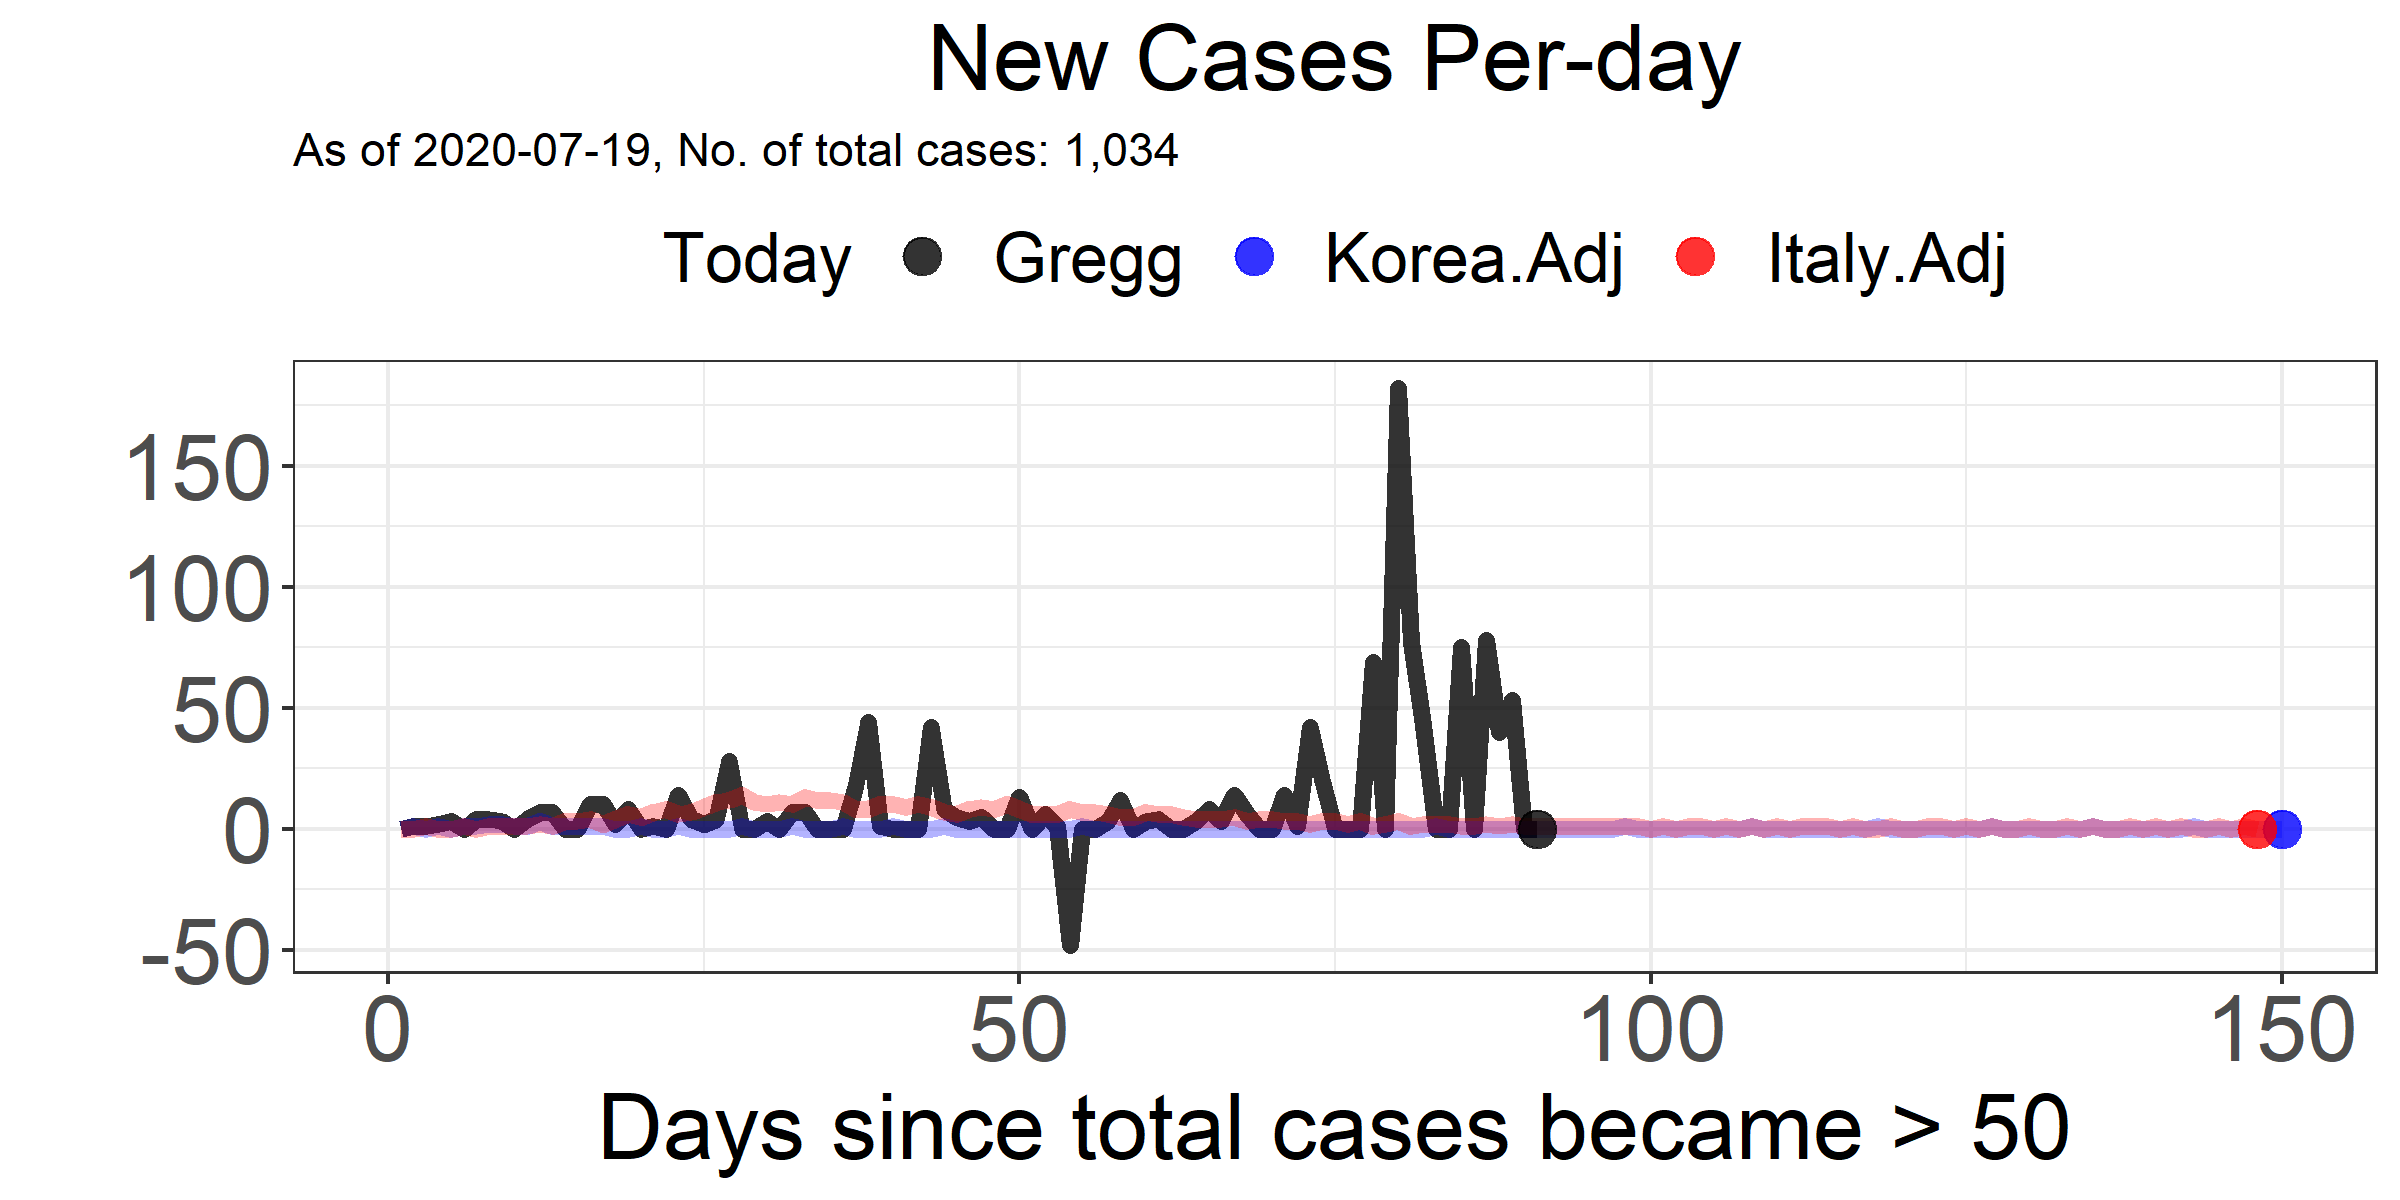 New Cases Per-day
As of 2020-07-19, No. of total cases: 1,034
Today Gregg Korea.Adj Italy.Adj
150
100
50
0
-50
0 50 100 150
Days since total cases became > 50